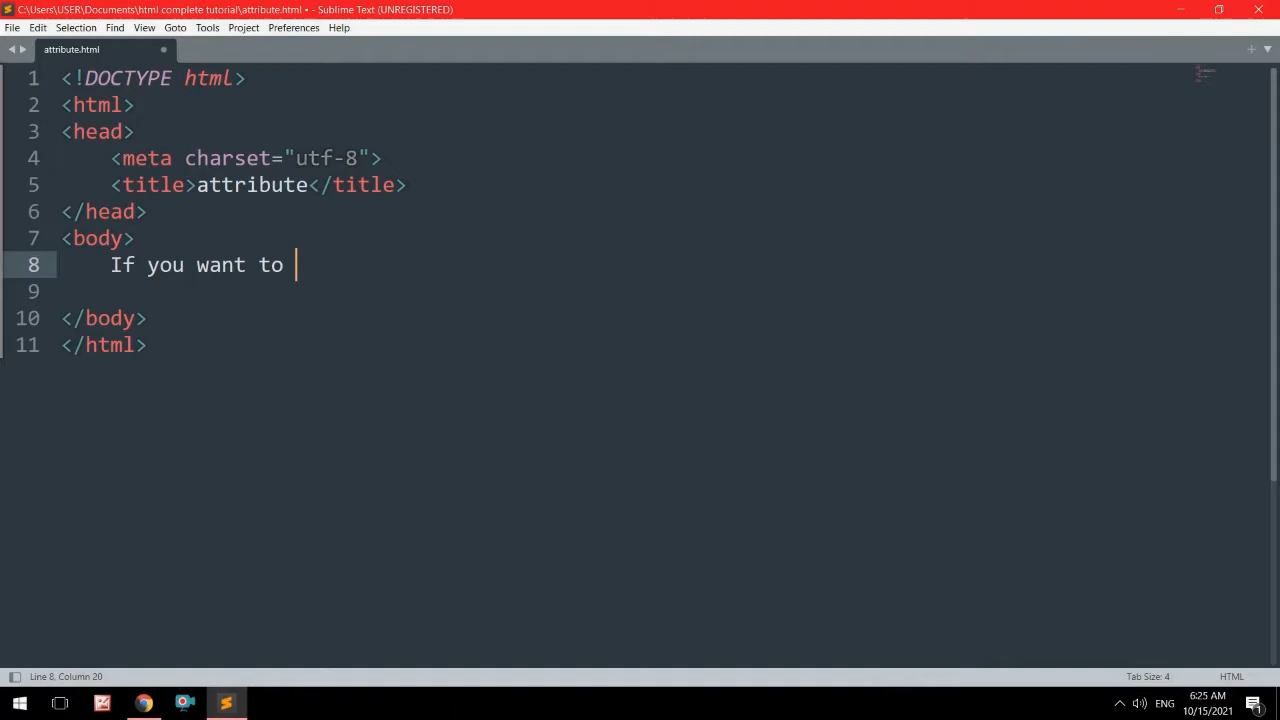 C:\Users\USER\Documents\html complete tutorial\attribute.html • - Sublime Text (UNREGISTERED)
File Edit Selection Find View Goto Tools Project Preferences Help
attribute.html
1 <!DOCTYPE html>
2 <html>
3 <head>
4 <meta charset="utf-8">
5 <title>attribute</title>
6 </head>
7 <body>
8 If you want to
9
10 </body>
11 </html>
Line 8, Column 20 Tab Size: 4 HTML
ENG 6:25 AM
10/15/2021 1